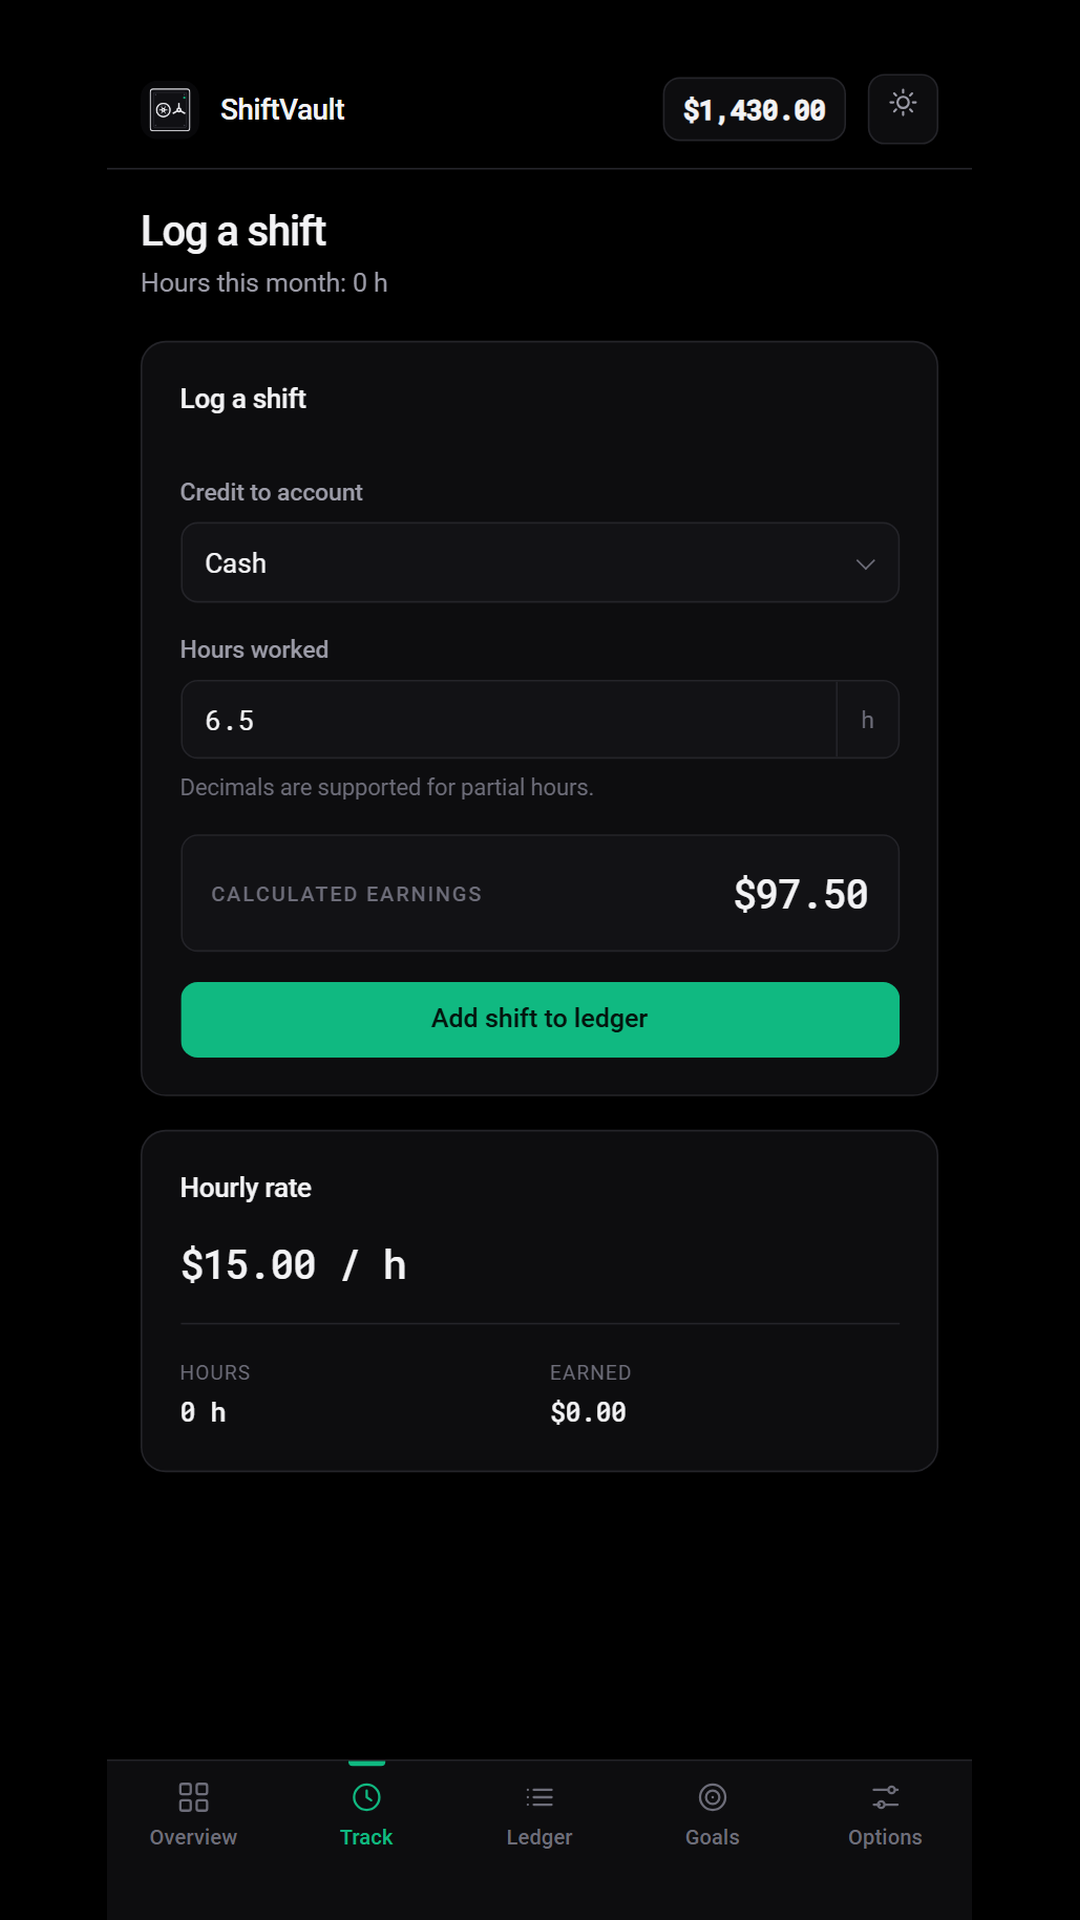 ShiftVault
$1,430.00
Log a shift
Hours this month: 0 h
Log a shift
Credit to account
Cash
Hours worked
6.5
h
Decimals are supported for partial hours.
CALCULATED EARNINGS
$97.50
Add shift to ledger
Hourly rate
$15.00 / h
HOURS
EARNED
0 h
$0.00
Overview
Track
Ledger
Goals
Options